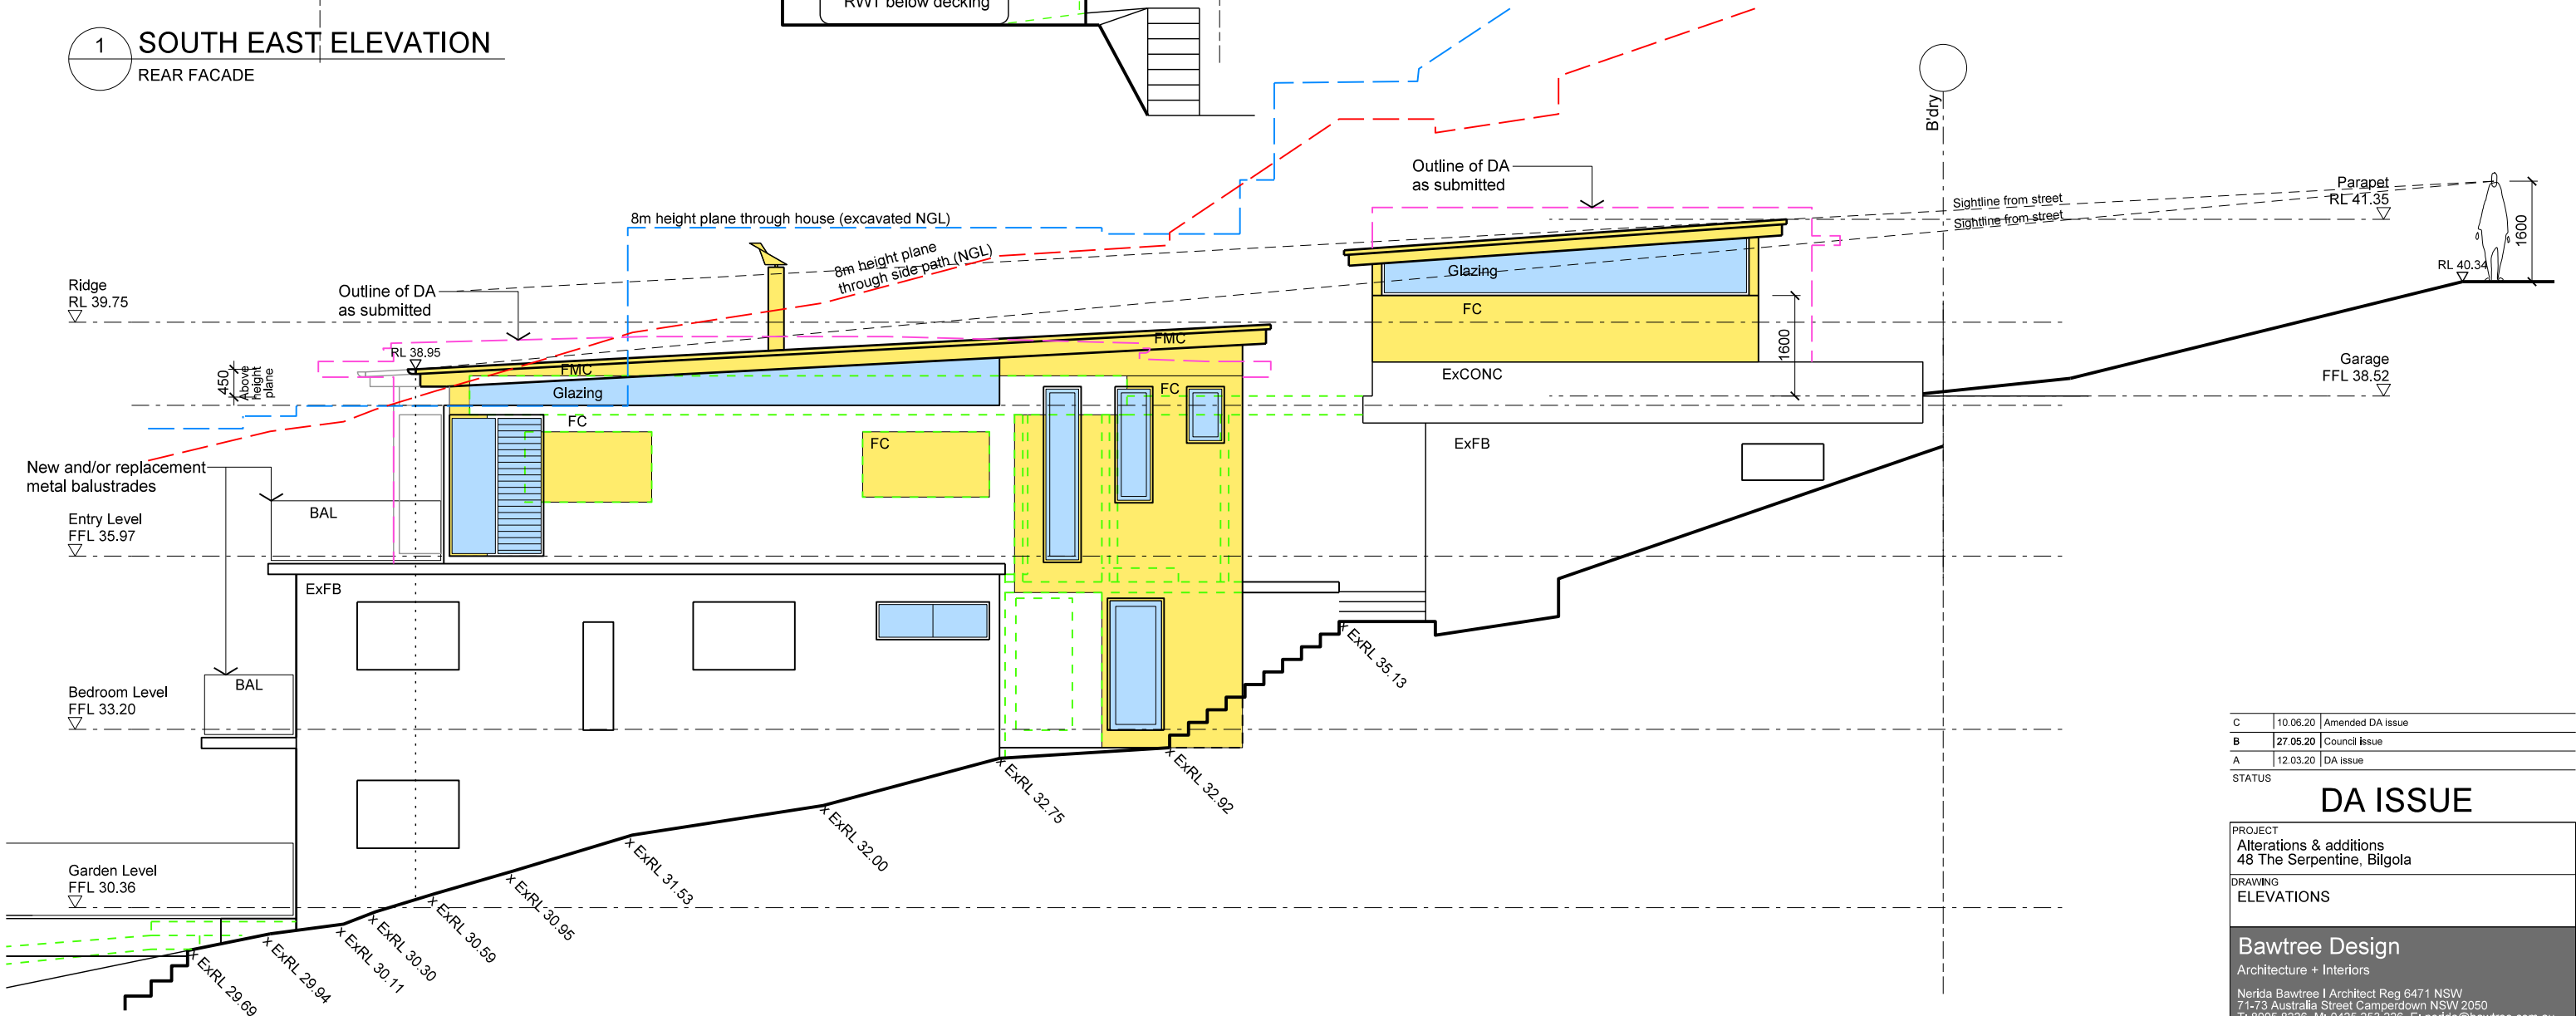 RWT below decking
1
SOUTH EAST ELEVATION
REAR FACADE
B'dry
Outline of DA
as submitted
Sightline from street
Sightline from street
Parapet
RL 41.35
1600
RL 40.34
8m height plane through house (excavated NGL)
8m height plane
through side path (NGL)
Ridge
RL 39.75
Outline of DA
as submitted
RL 38.95
450
Above
height
plane
FMC
FMC
Glazing
FC
FC
FC
Glazing
FC
1600
ExCONC
ExFB
Garage
FFL 38.52
New and/or replacement
metal balustrades
BAL
Entry Level
FFL 35.97
ExFB
BAL
Bedroom Level
FFL 33.20
Garden Level
FFL 30.36
x ExRL 29.69
x ExRL 29.94
x ExRL 30.11
x ExRL 30.30
x ExRL 30.59
x ExRL 30.95
x ExRL 31.53
x ExRL 32.00
x ExRL 32.75
x ExRL 32.92
x ExRL 35.13
C 10.06.20 Amended DA issue
B 27.05.20 Council issue
A 12.03.20 DA issue
STATUS
DA ISSUE
PROJECT
Alterations & additions
48 The Serpentine, Bilgola
DRAWING
ELEVATIONS
Bawtree Design
Architecture + Interiors
Nerida Bawtree I Architect Reg 6471 NSW
71-73 Australia Street Camperdown NSW 2050